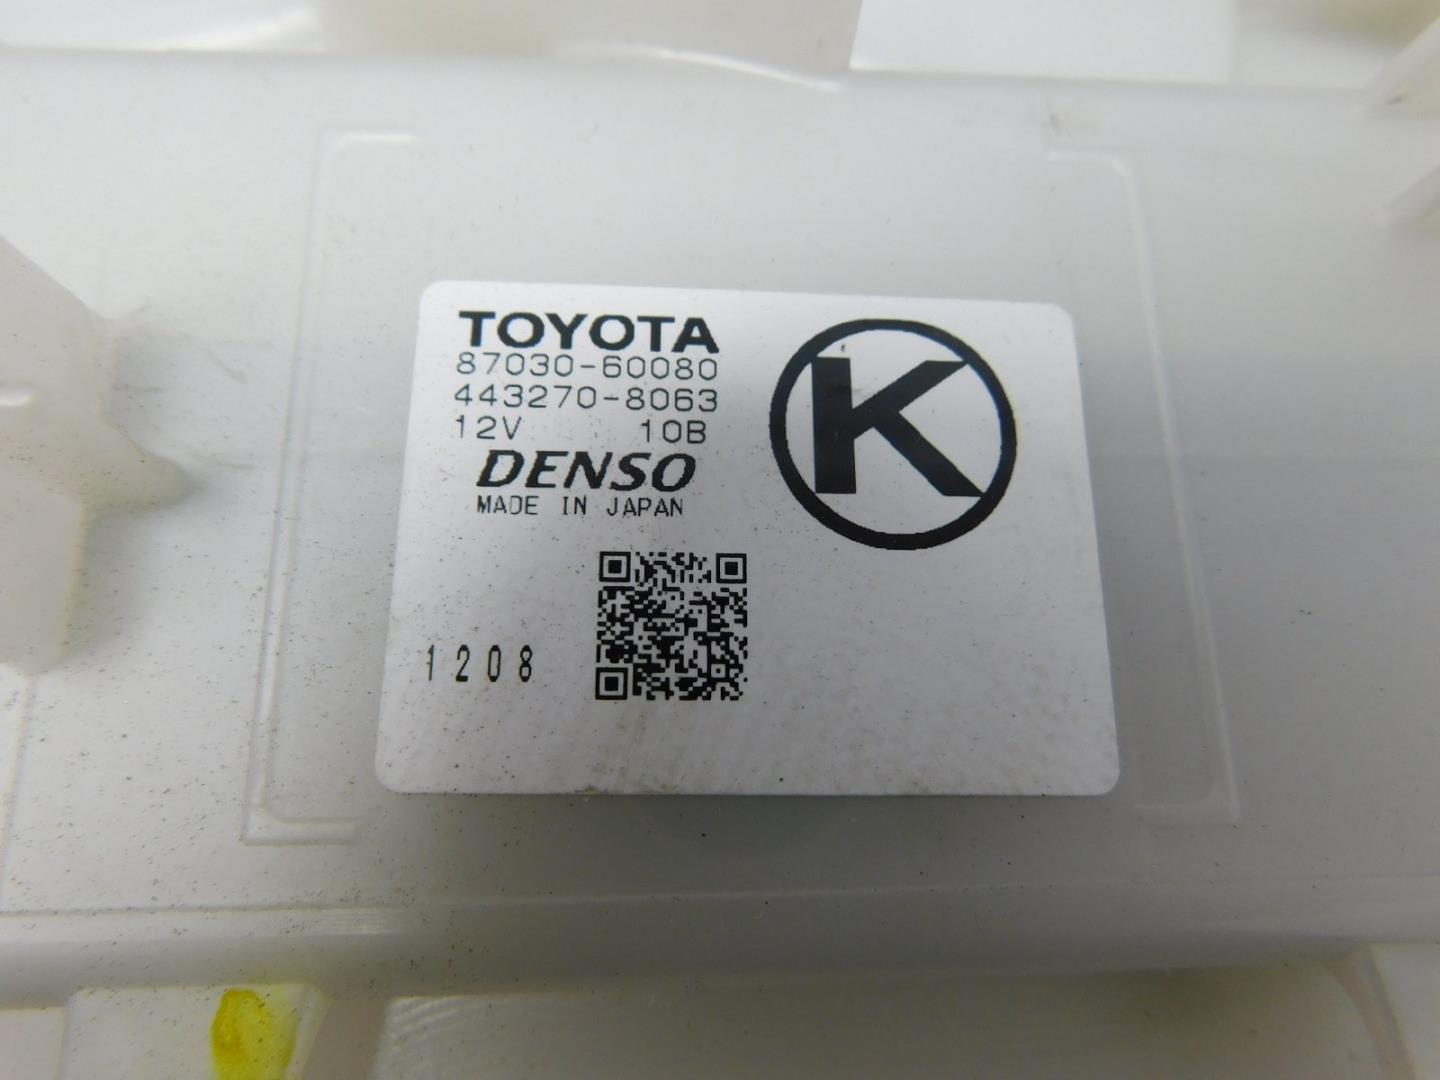 TOYOTA
87030-60080
443270-8063
12V 10B
DENSO
MADE IN JAPAN
K
1208